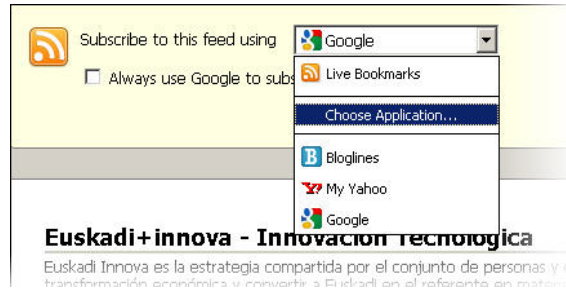 Subscribe to this feed using Google
Always use Google to subs
Live Bookmarks
Choose Application...
Bloglines
My Yahoo
Google
Euskadi+innova - Innovación Tecnológica
Euskadi Innova es la estrategia compartida por el conjunto de personas y
transformación económica y convertir a Euskadi en el referente en mater